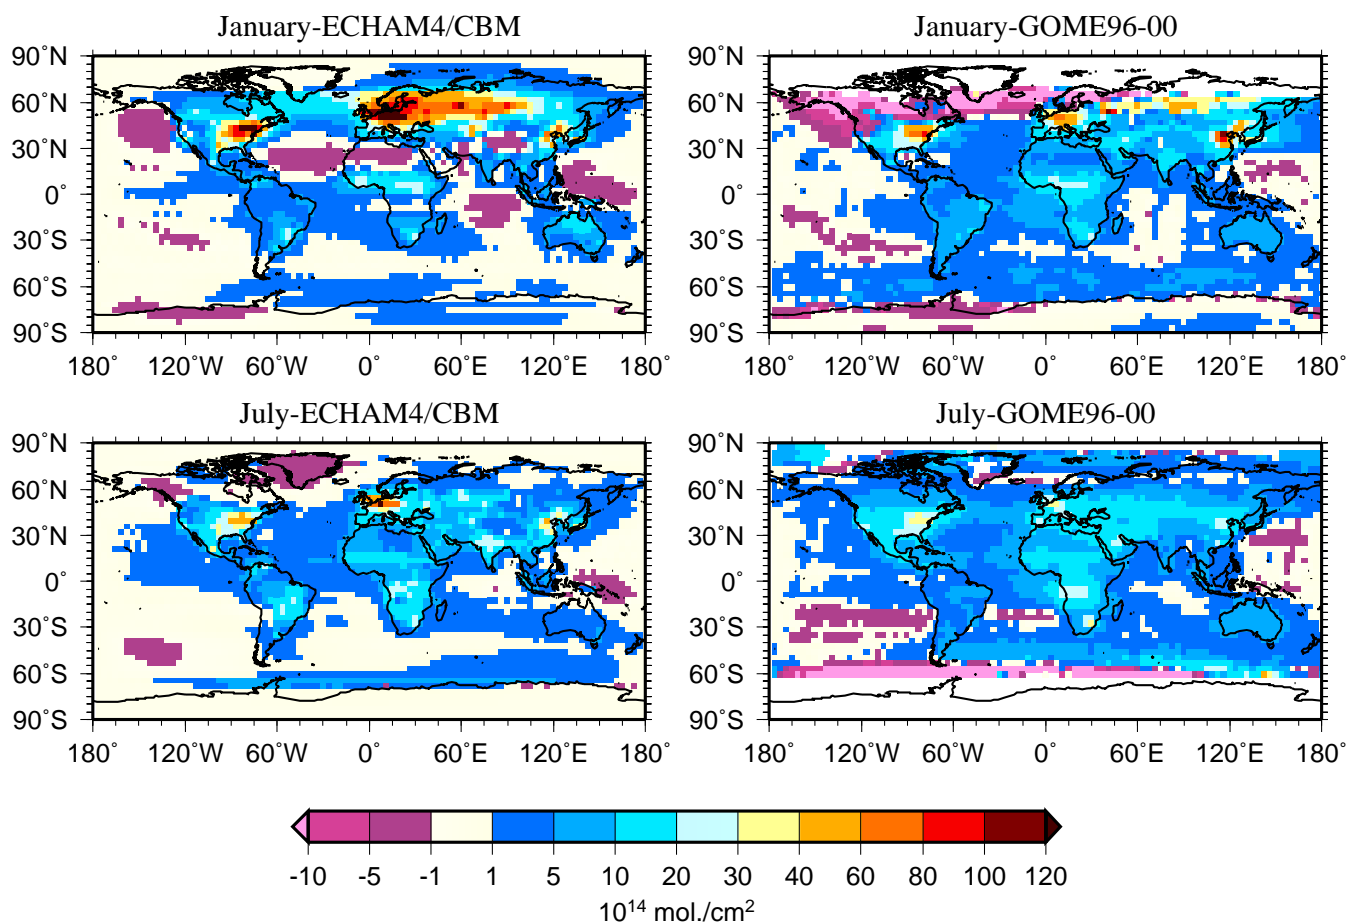 January-ECHAM4/CBM
January-GOME96-00
90˚N
60˚N
30˚N
0˚
30˚S
60˚S
90˚S
180˚ 120˚W 60˚W 0˚ 60˚E 120˚E 180˚
90˚N
60˚N
30˚N
0˚
30˚S
60˚S
90˚S
180˚ 120˚W 60˚W 0˚ 60˚E 120˚E 180˚
July-ECHAM4/CBM
July-GOME96-00
90˚N
60˚N
30˚N
0˚
30˚S
60˚S
90˚S
180˚ 120˚W 60˚W 0˚ 60˚E 120˚E 180˚
90˚N
60˚N
30˚N
0˚
30˚S
60˚S
90˚S
180˚ 120˚W 60˚W 0˚ 60˚E 120˚E 180˚
-10 -5 -1 1 5 10 20 30 40 60 80 100 120
10¹⁴ mol./cm²